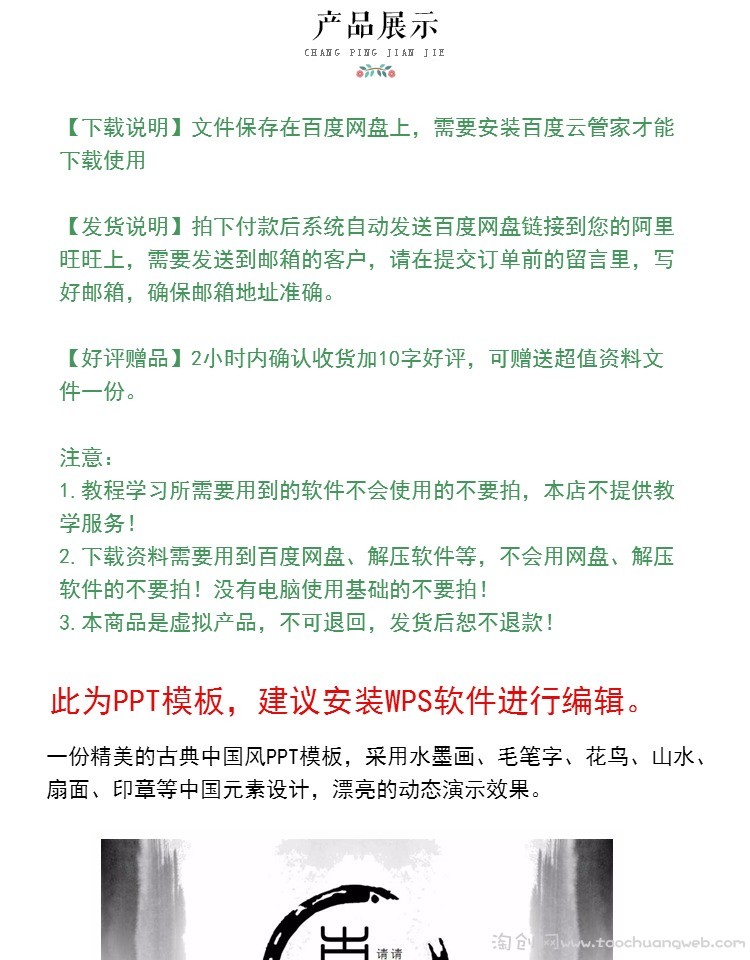 产品展示
CHANG PING JIAN JIE
【下载说明】文件保存在百度网盘上，需要安装百度云管家才能
下载使用
【发货说明】拍下付款后系统自动发送百度网盘链接到您的阿里
旺旺上，需要发送到邮箱的客户，请在提交订单前的留言里，写
好邮箱，确保邮箱地址准确。
【好评赠品】2小时内确认收货加10字好评，可赠送超值资料文
件一份。
注意：
1.教程学习所需要用到的软件不会使用的不要拍，本店不提供教
学服务！
2.下载资料需要用到百度网盘、解压软件等，不会用网盘、解压
软件的不要拍！没有电脑使用基础的不要拍！
3.本商品是虚拟产品，不可退回，发货后恕不退款！
此为PPT模板，建议安装WPS软件进行编辑。
一份精美的古典中国风PPT模板，采用水墨画、毛笔字、花鸟、山水、
扇面、印章等中国元素设计，漂亮的动态演示效果。
请请
淘创网www.taochuangweb.com